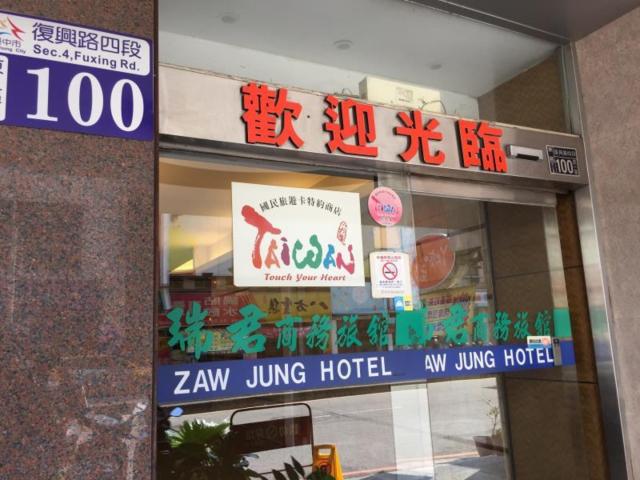 中市
復興路四段
Sec.4,Fuxing Rd.
100
歡迎光臨
100
國民旅遊卡特約商店
TAIWAN
Touch Your Heart
瑞君商務旅館
君商務旅館
ZAW JUNG HOTEL
AW JUNG HOTEL